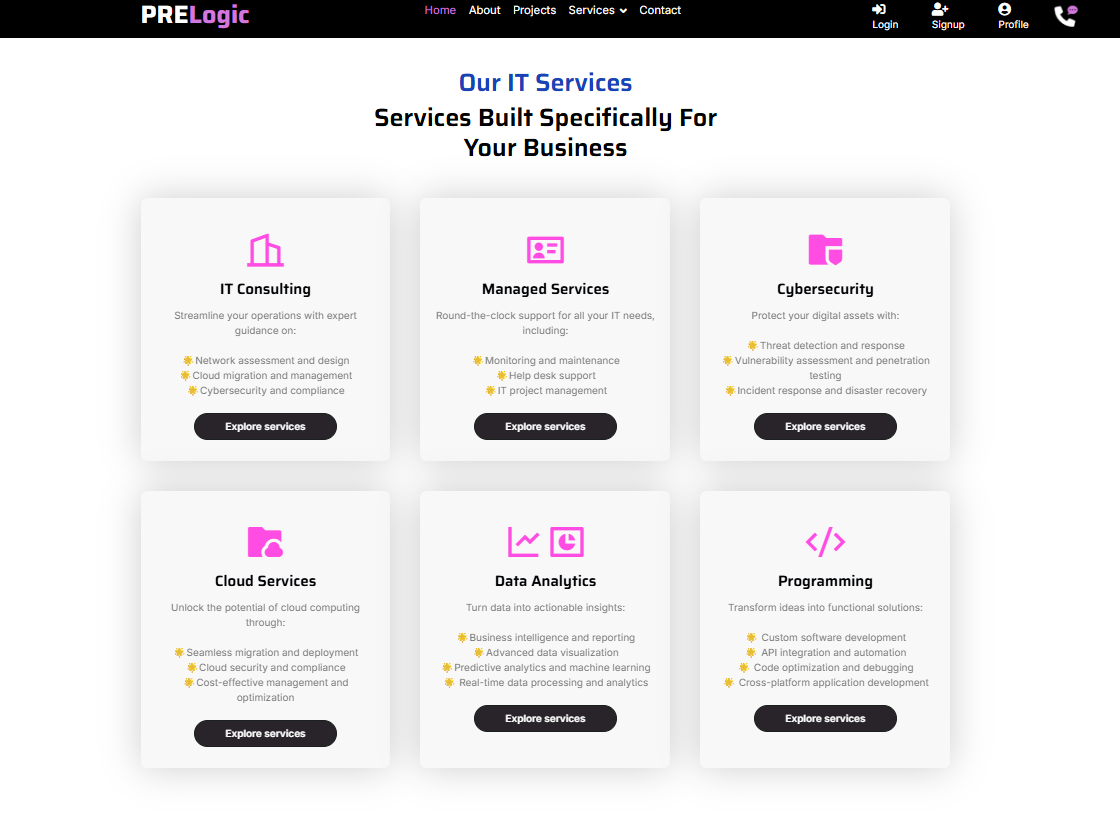 PRELogic
Home About Projects Services Contact
Login Signup Profile
Our IT Services
Services Built Specifically For
Your Business
IT Consulting
Streamline your operations with expert
guidance on:
Network assessment and design
Cloud migration and management
Cybersecurity and compliance
Explore services
Managed Services
Round-the-clock support for all your IT needs,
including:
Monitoring and maintenance
Help desk support
IT project management
Explore services
Cybersecurity
Protect your digital assets with:
Threat detection and response
Vulnerability assessment and penetration
testing
Incident response and disaster recovery
Explore services
Cloud Services
Unlock the potential of cloud computing
through:
Seamless migration and deployment
Cloud security and compliance
Cost-effective management and
optimization
Explore services
Data Analytics
Turn data into actionable insights:
Business intelligence and reporting
Advanced data visualization
Predictive analytics and machine learning
Real-time data processing and analytics
Explore services
Programming
Transform ideas into functional solutions:
Custom software development
API integration and automation
Code optimization and debugging
Cross-platform application development
Explore services